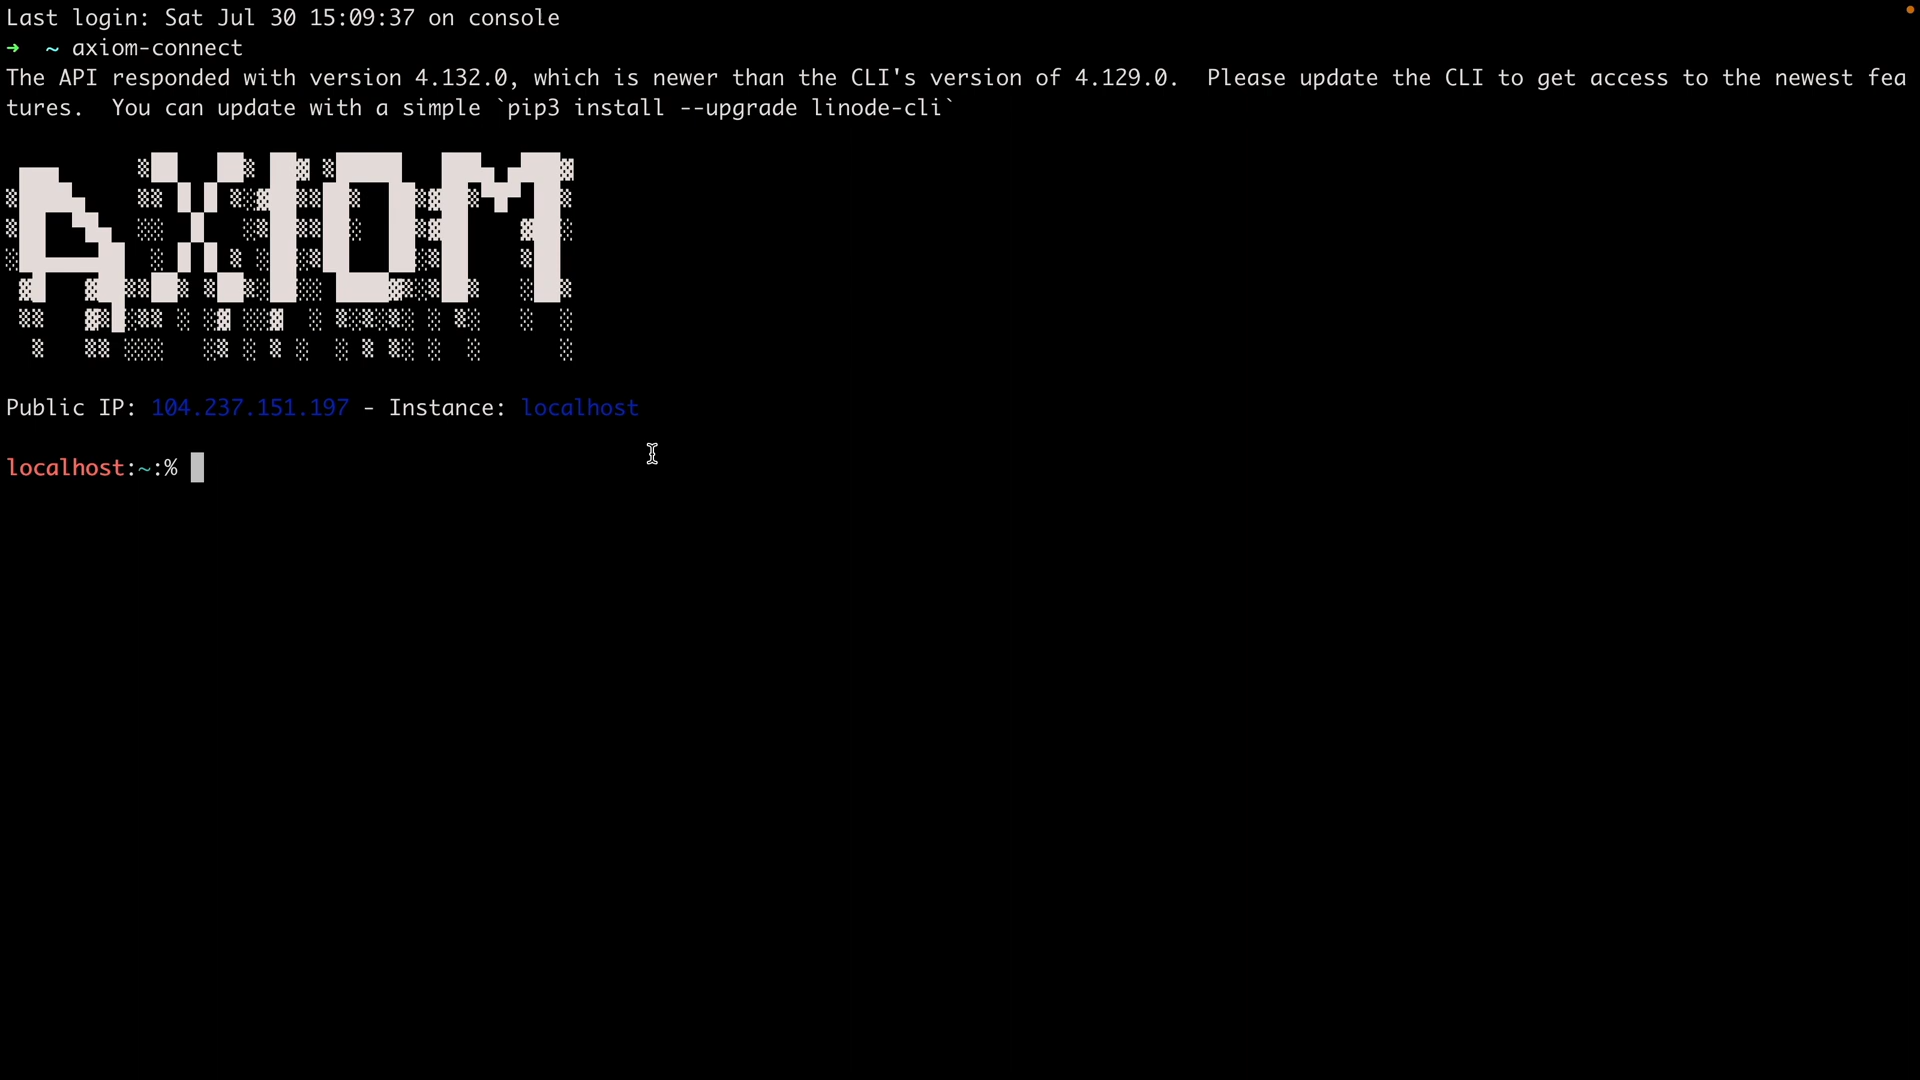 Last login: Sat Jul 30 15:09:37 on console
➜  ~ axiom-connect
The API responded with version 4.132.0, which is newer than the CLI's version of 4.129.0.  Please update the CLI to get access to the newest fea
tures.  You can update with a simple `pip3 install --upgrade linode-cli`
AXIOM
Public IP: 104.237.151.197 - Instance: localhost
localhost:~:%